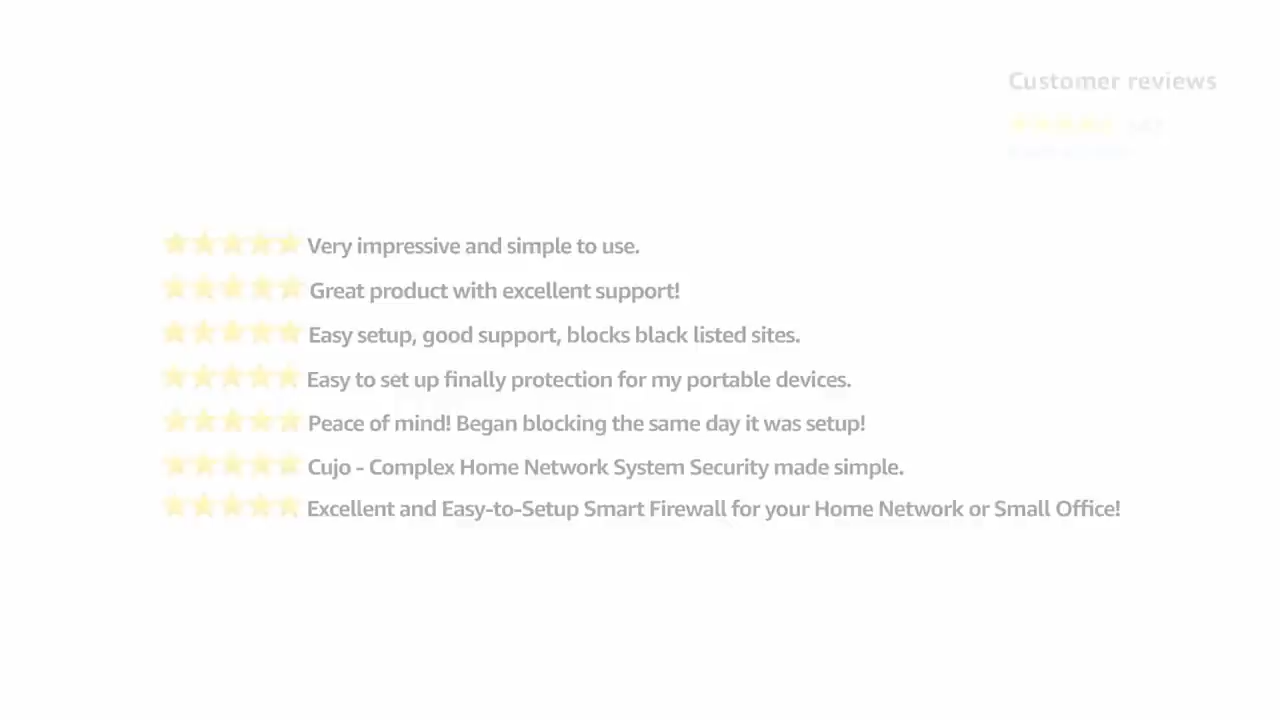 Customer reviews
Very impressive and simple to use.
Great product with excellent support!
Easy setup, good support, blocks black listed sites.
Easy to set up finally protection for my portable devices.
Peace of mind! Began blocking the same day it was setup!
Cujo - Complex Home Network System Security made simple.
Excellent and Easy-to-Setup Smart Firewall for your Home Network or Small Office!